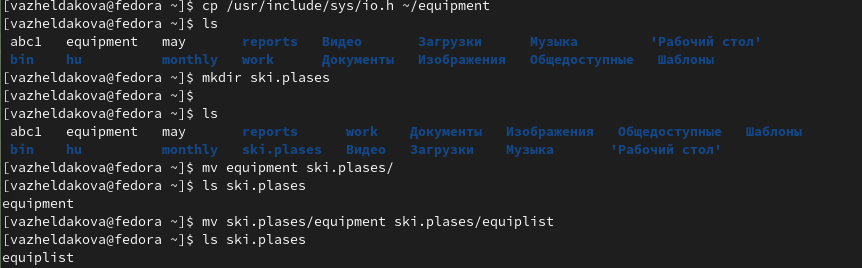 [vazheldakova@fedora ~]$ cp /usr/include/sys/io.h ~/equipment
[vazheldakova@fedora ~]$ ls
abc1 equipment may reports Видео Загрузки Музыка 'Рабочий стол'
bin hu monthly work Документы Изображения Общедоступные Шаблоны
[vazheldakova@fedora ~]$ mkdir ski.plases
[vazheldakova@fedora ~]$
[vazheldakova@fedora ~]$ ls
abc1 equipment may reports work Документы Изображения Общедоступные Шаблоны
bin hu monthly ski.plases Видео Загрузки Музыка 'Рабочий стол'
[vazheldakova@fedora ~]$ mv equipment ski.plases/
[vazheldakova@fedora ~]$ ls ski.plases
equipment
[vazheldakova@fedora ~]$ mv ski.plases/equipment ski.plases/equiplist
[vazheldakova@fedora ~]$ ls ski.plases
equiplist